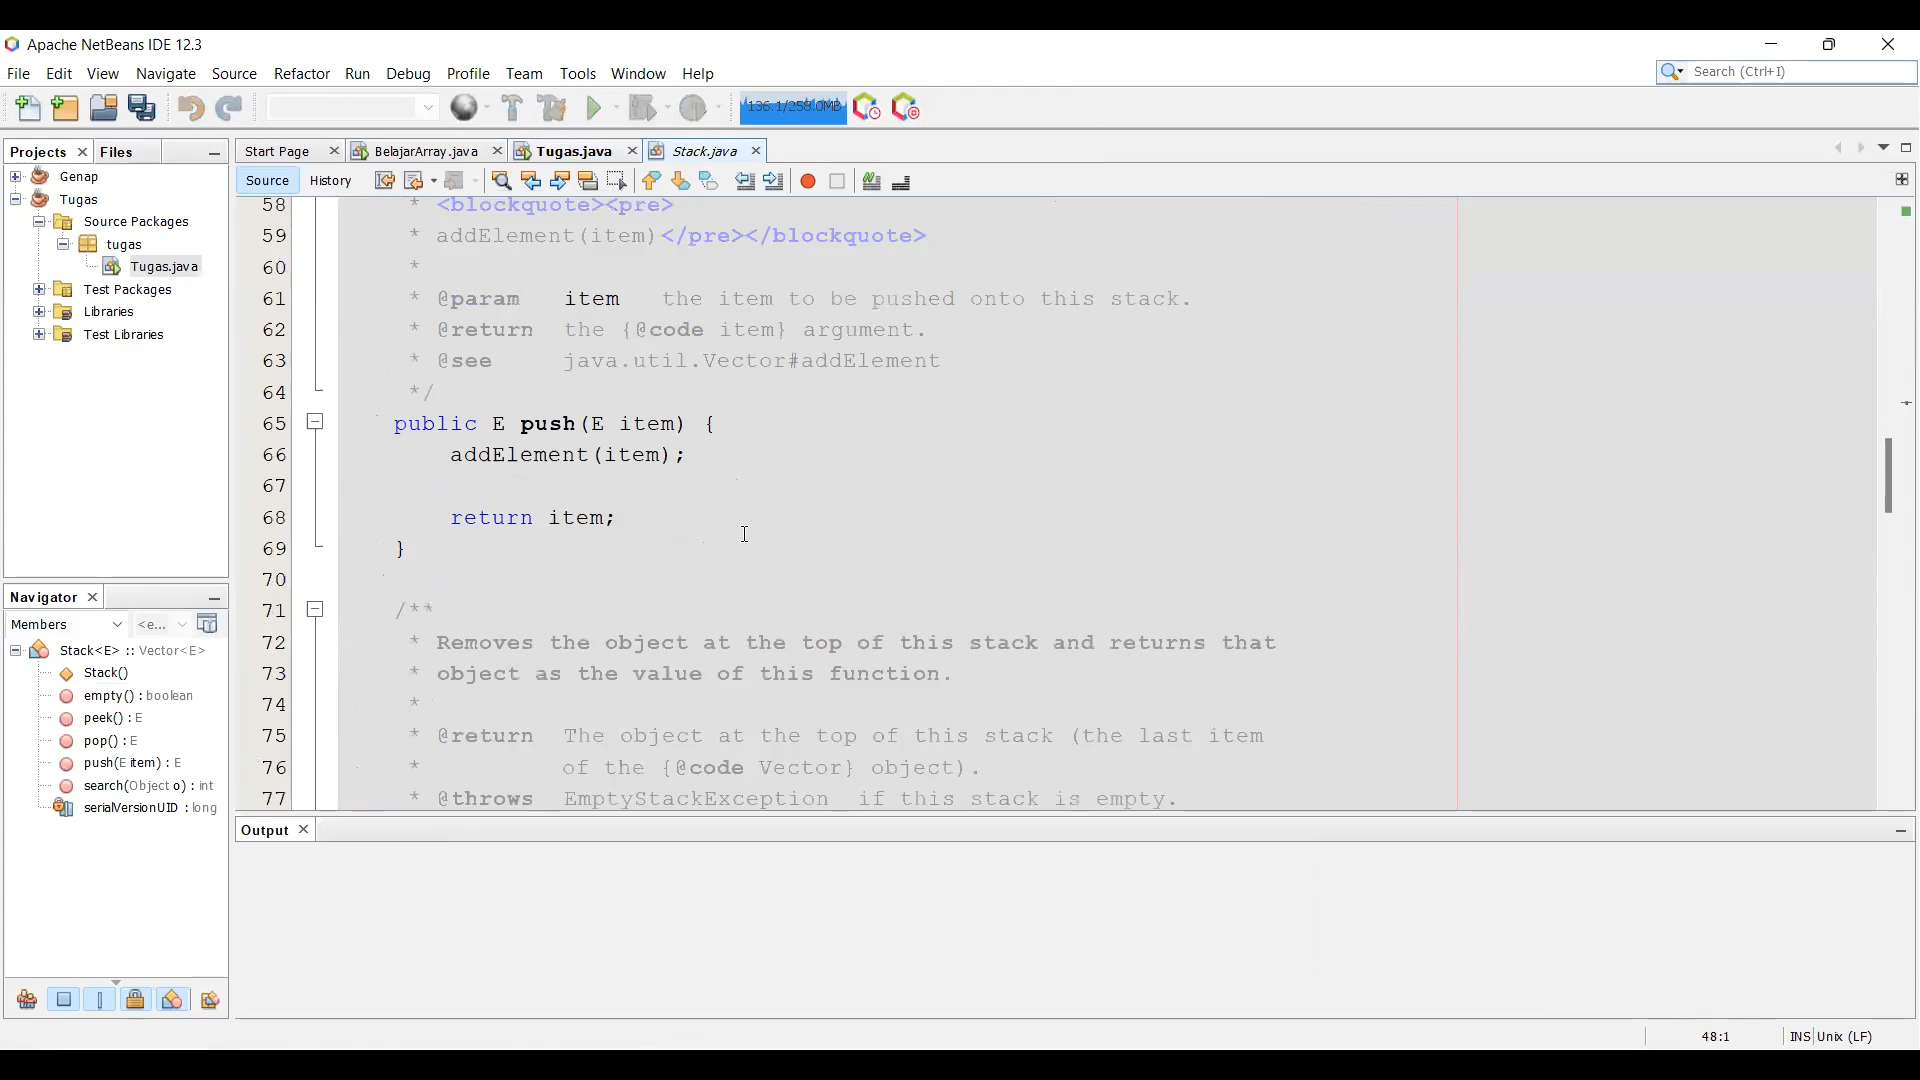 Apache NetBeans IDE 12.3
File Edit View Navigate Source Refactor Run Debug Profile Team Tools Window Help
Search (Ctrl+I)
136.1/258.0MB
Projects Files
Genap
Tugas
Source Packages
tugas
Tugas.java
Test Packages
Libraries
Test Libraries
Start Page BelajarArray.java Tugas.java Stack.java
Source History
58 * <blockquote><pre>
59 * addElement(item)</pre></blockquote>
60 *
61 * @param item the item to be pushed onto this stack.
62 * @return the {@code item} argument.
63 * @see java.util.Vector#addElement
64 */
65 public E push(E item) {
66 addElement(item);
67
68 return item;
69 }
70
71 /**
72 * Removes the object at the top of this stack and returns that
73 * object as the value of this function.
74 *
75 * @return The object at the top of this stack (the last item
76 * of the {@code Vector} object).
77 * @throws EmptyStackException if this stack is empty.
Navigator
Members <e...
Stack<E> :: Vector<E>
Stack()
empty() : boolean
peek() : E
pop() : E
push(E item) : E
search(Object o) : int
serialVersionUID : long
Output
48:1 INS Unix (LF)